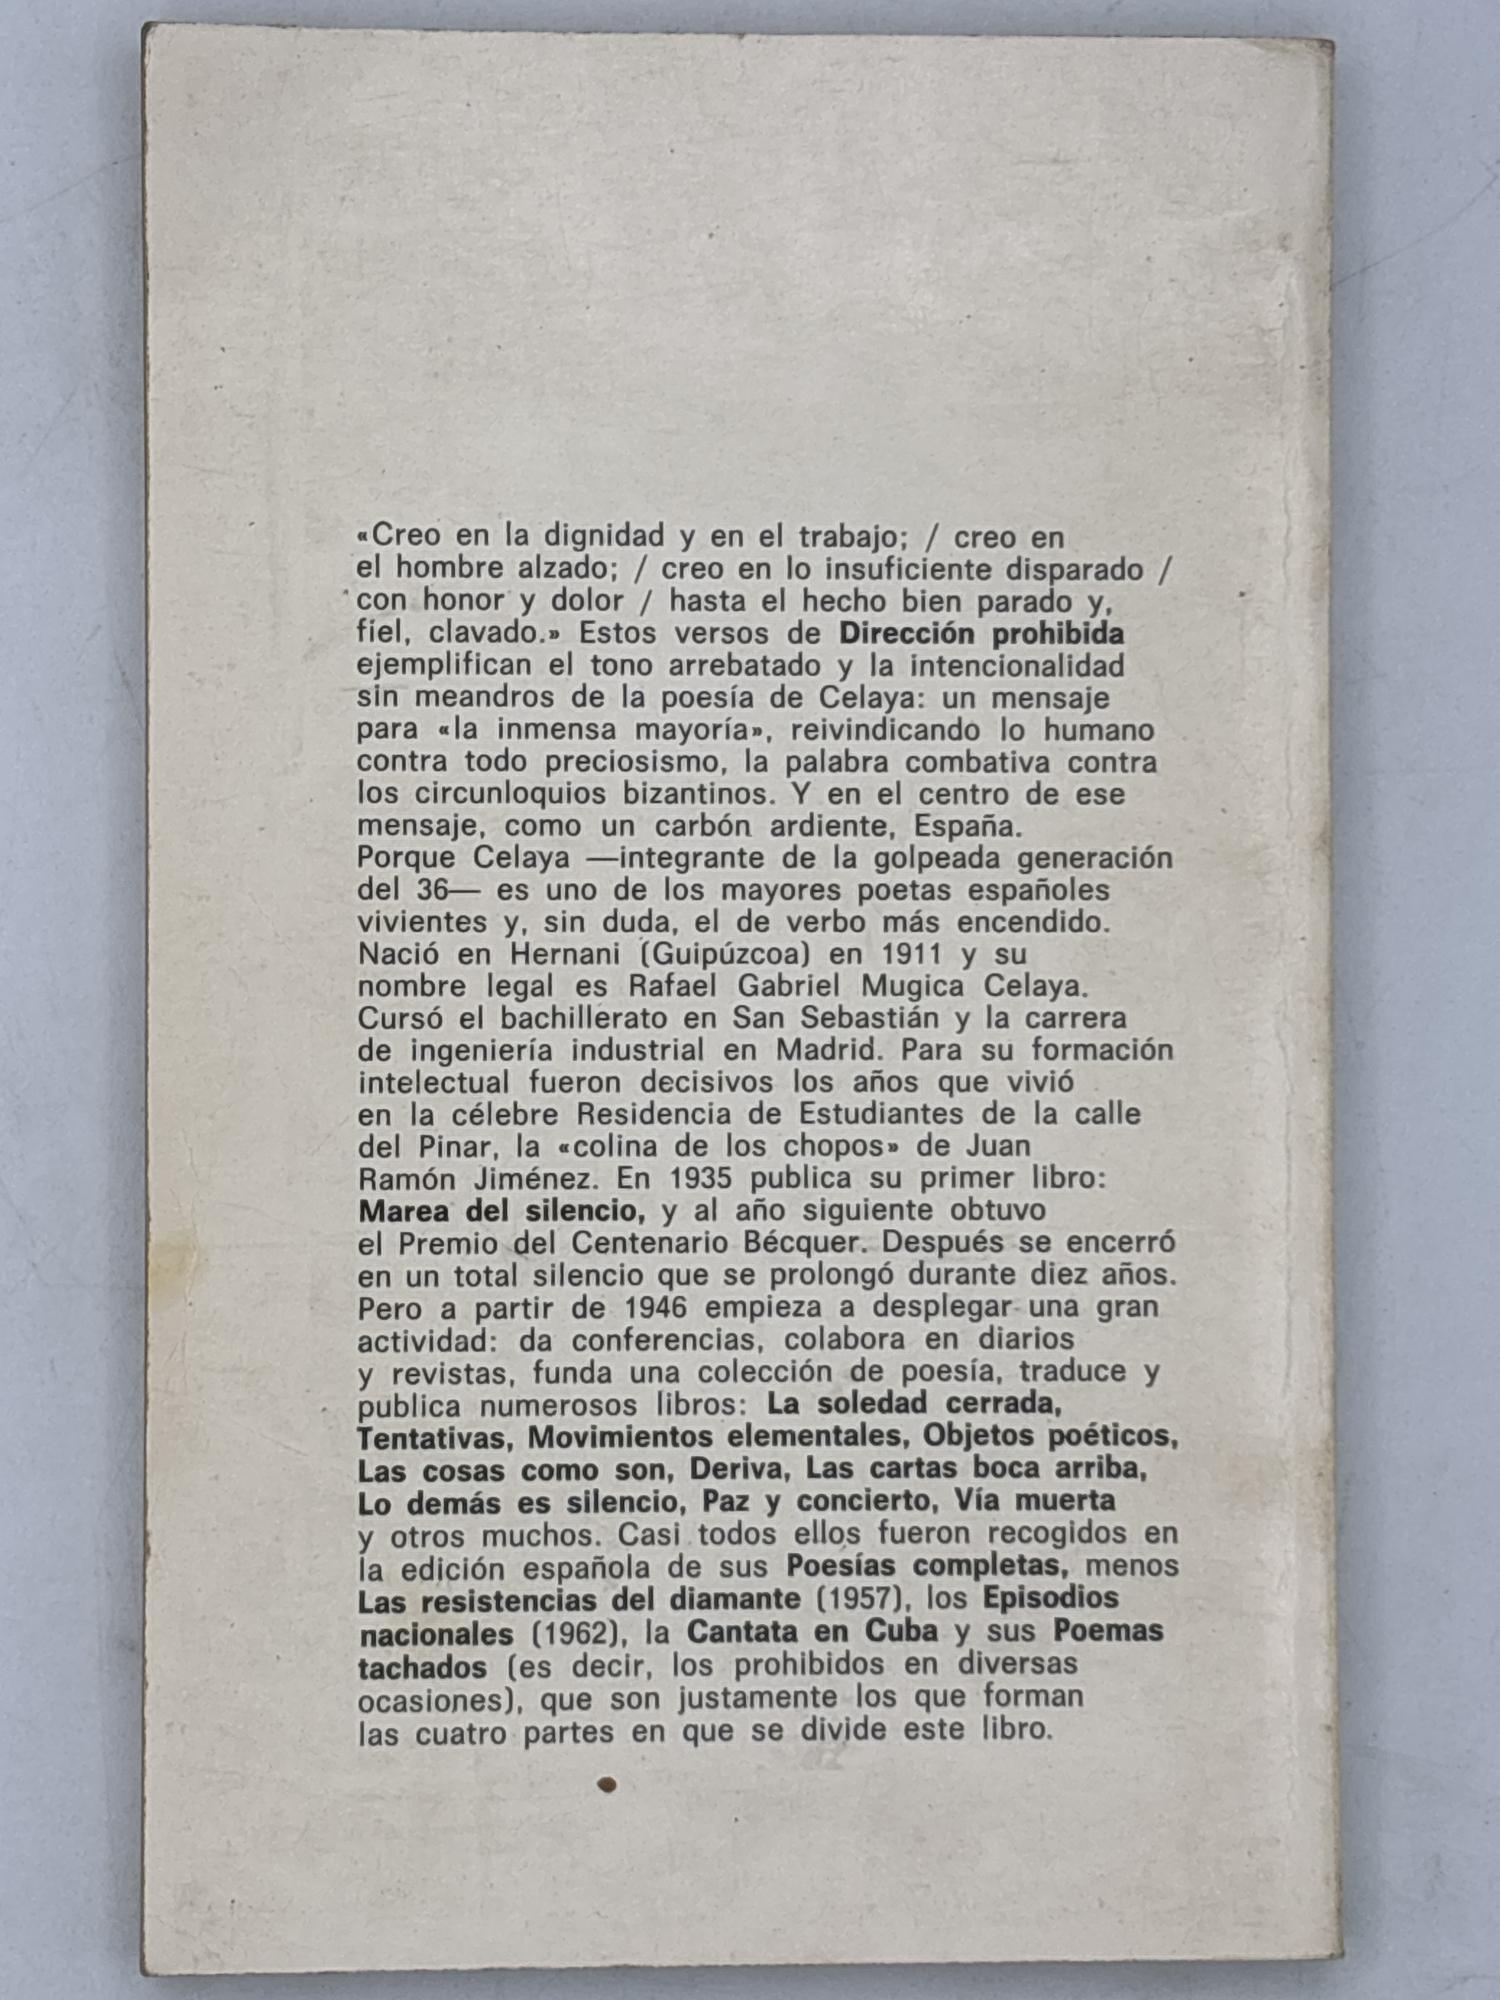 «Creo en la dignidad y en el trabajo; / creo en
el hombre alzado; / creo en lo insuficiente disparado /
con honor y dolor / hasta el hecho bien parado y,
fiel, clavado.» Estos versos de Dirección prohibida
ejemplifican el tono arrebatado y la intencionalidad
sin meandros de la poesía de Celaya: un mensaje
para «la inmensa mayoría», reivindicando lo humano
contra todo preciosismo, la palabra combativa contra
los circunloquios bizantinos. Y en el centro de ese
mensaje, como un carbón ardiente, España.
Porque Celaya —integrante de la golpeada generación
del 36— es uno de los mayores poetas españoles
vivientes y, sin duda, el de verbo más encendido.
Nació en Hernani (Guipúzcoa) en 1911 y su
nombre legal es Rafael Gabriel Mugica Celaya.
Cursó el bachillerato en San Sebastián y la carrera
de ingeniería industrial en Madrid. Para su formación
intelectual fueron decisivos los años que vivió
en la célebre Residencia de Estudiantes de la calle
del Pinar, la «colina de los chopos» de Juan
Ramón Jiménez. En 1935 publica su primer libro:
Marea del silencio, y al año siguiente obtuvo
el Premio del Centenario Bécquer. Después se encerró
en un total silencio que se prolongó durante diez años.
Pero a partir de 1946 empieza a desplegar una gran
actividad: da conferencias, colabora en diarios
y revistas, funda una colección de poesía, traduce y
publica numerosos libros: La soledad cerrada,
Tentativas, Movimientos elementales, Objetos poéticos,
Las cosas como son, Deriva, Las cartas boca arriba,
Lo demás es silencio, Paz y concierto, Vía muerta
y otros muchos. Casi todos ellos fueron recogidos en
la edición española de sus Poesías completas, menos
Las resistencias del diamante (1957), los Episodios
nacionales (1962), la Cantata en Cuba y sus Poemas
tachados (es decir, los prohibidos en diversas
ocasiones), que son justamente los que forman
las cuatro partes en que se divide este libro.